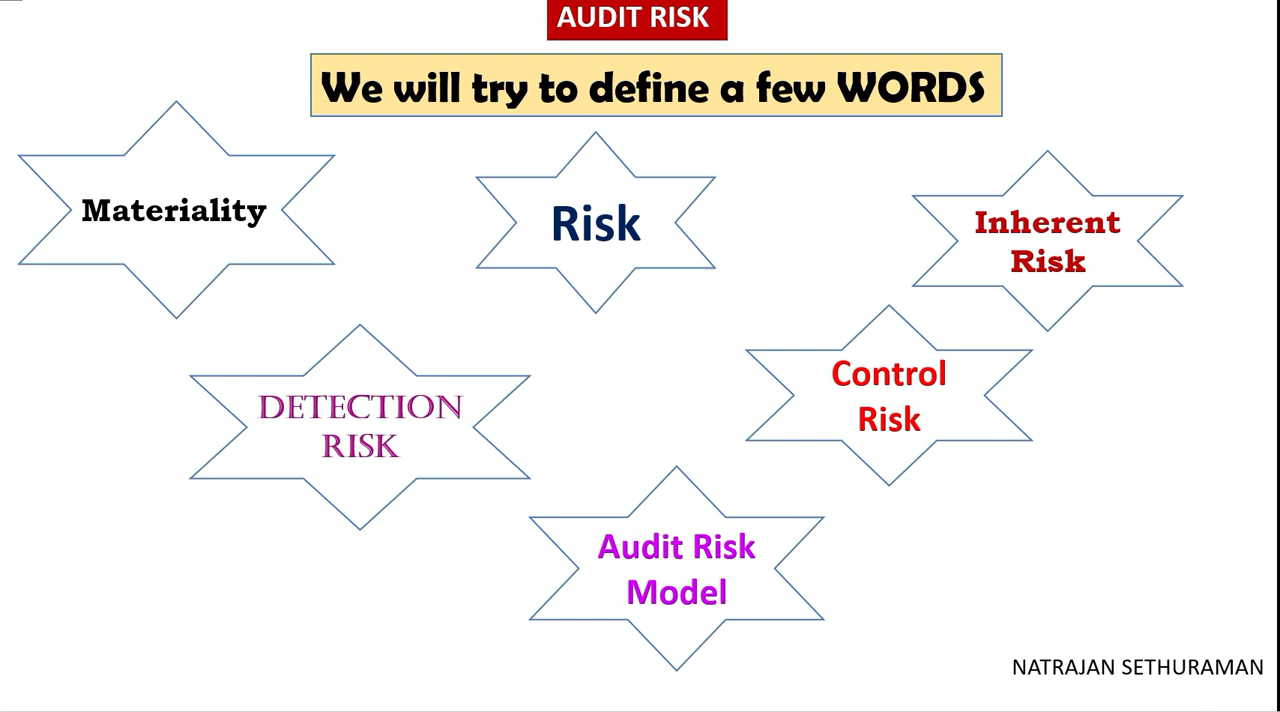 AUDIT RISK
We will try to define a few WORDS
Materiality
Risk
Inherent
Risk
DETECTION
RISK
Control
Risk
Audit Risk
Model
NATRAJAN SETHURAMAN